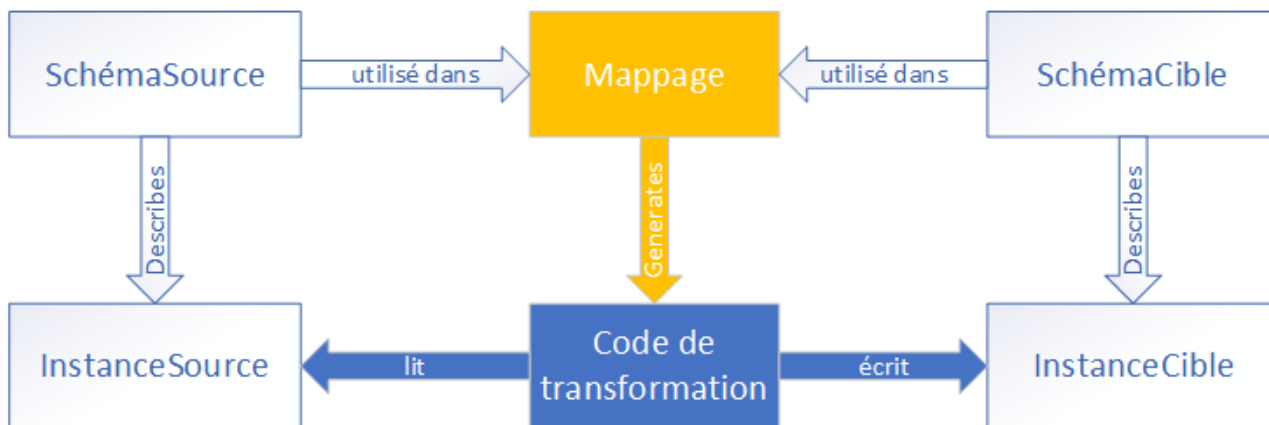 SchémaSource
utilisé dans
Mappage
utilisé dans
SchémaCible
Describes
Generates
Describes
InstanceSource
lit
Code de
transformation
écrit
InstanceCible